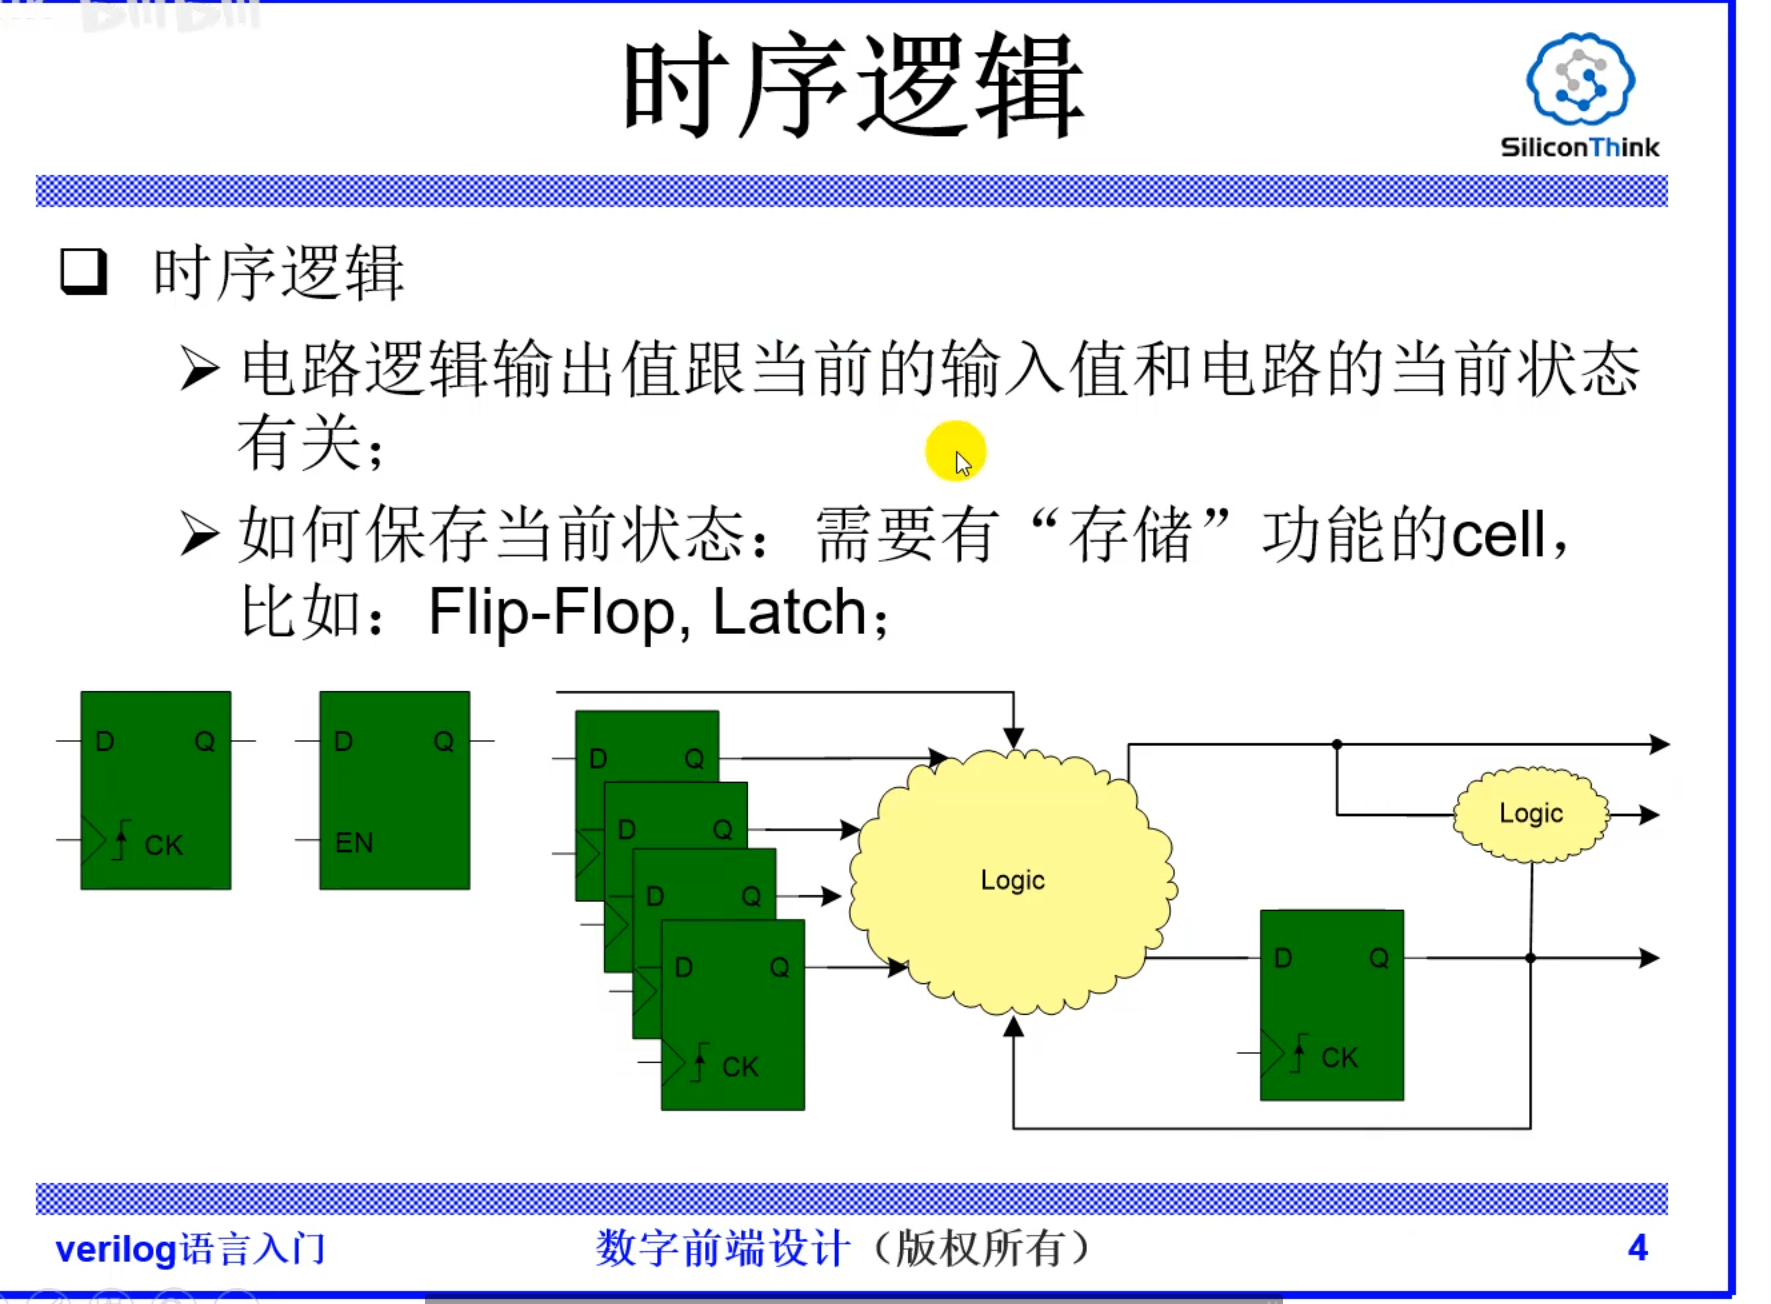 时序逻辑
SiliconThink
时序逻辑
电路逻辑输出值跟当前的输入值和电路的当前状态
有关；
如何保存当前状态：需要有“存储”功能的cell，
比如：Flip-Flop, Latch；
D Q
CK
D Q
EN
D Q
D Q
D Q
D Q
CK
Logic
Logic
D Q
CK
verilog语言入门
数字前端设计（版权所有）
4